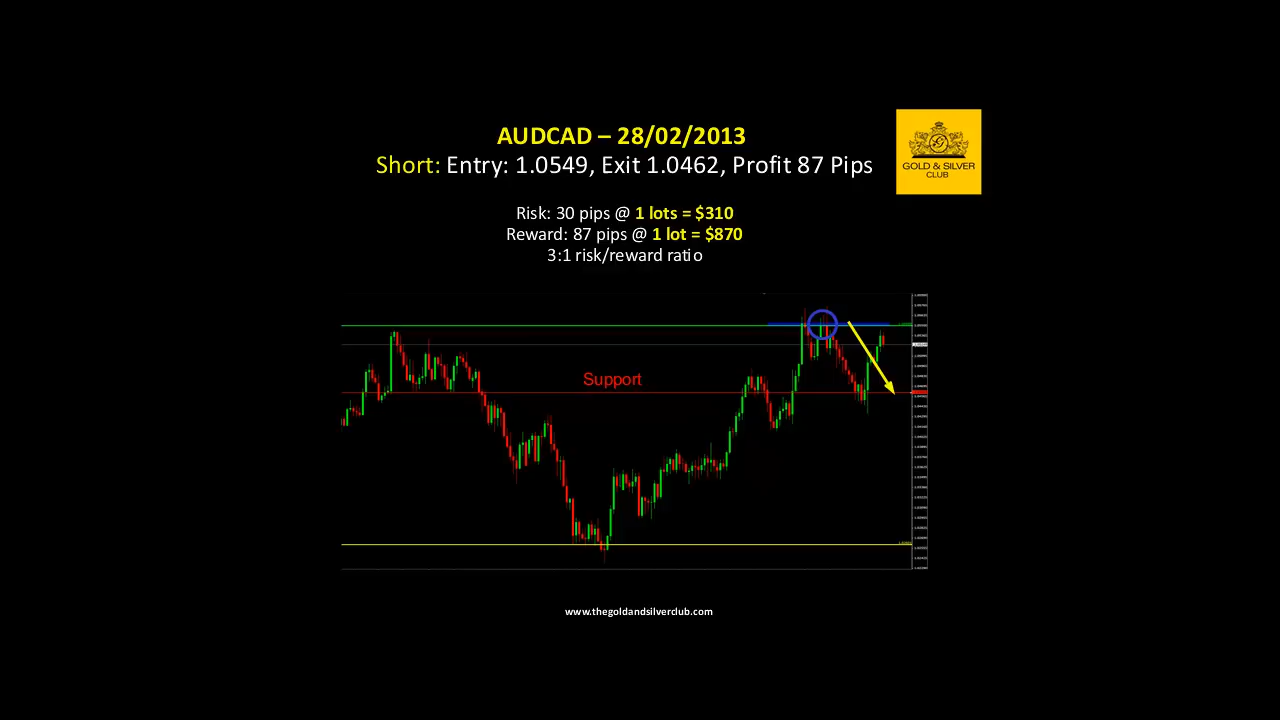 AUDCAD – 28/02/2013
Short: Entry: 1.0549, Exit 1.0462, Profit 87 Pips
GOLD & SILVER
CLUB
Risk: 30 pips @ 1 lots = $310
Reward: 87 pips @ 1 lot = $870
3:1 risk/reward ratio
Support
www.thegoldandsilverclub.com